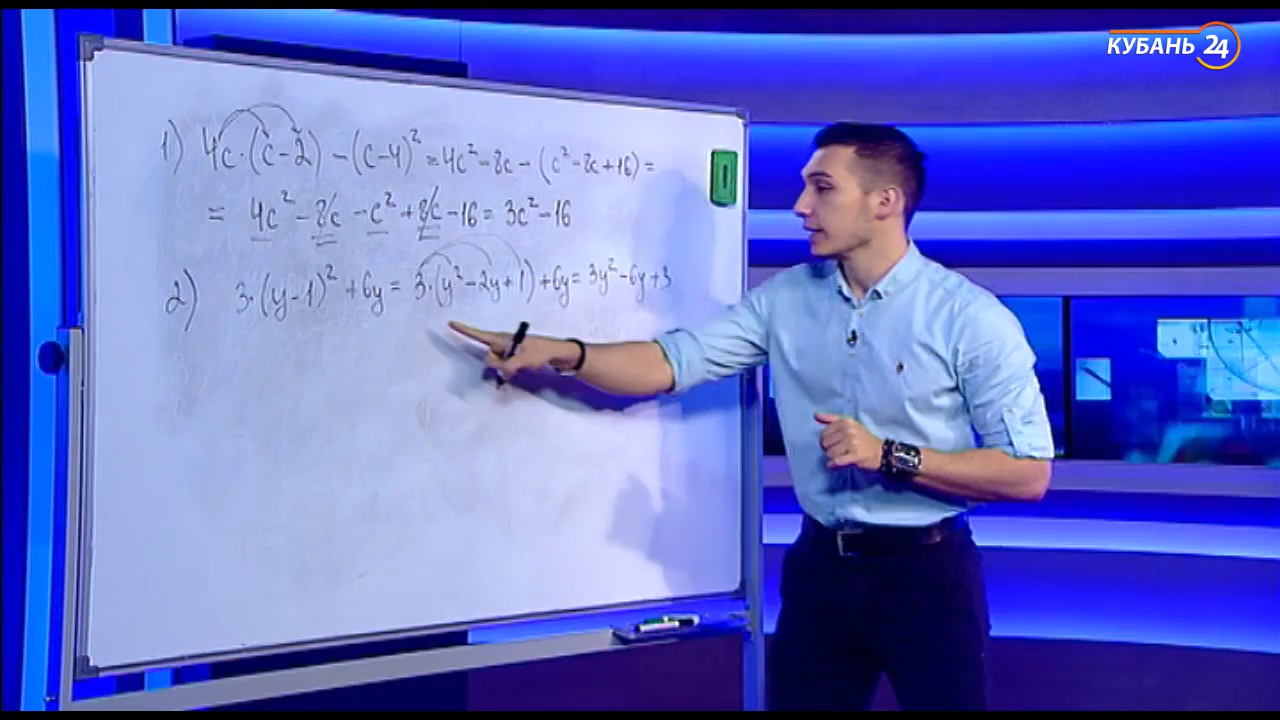 КУБАНЬ 24
1) 4c·(c-2) - (c-4)² = 4c² - 8c - (c² - 8c + 16) =
= 4c² - 8c - c² + 8c - 16 = 3c² - 16
2) 3·(y-1)² + 6y = 3·(y² - 2y + 1) + 6y = 3y² - 6y + 3